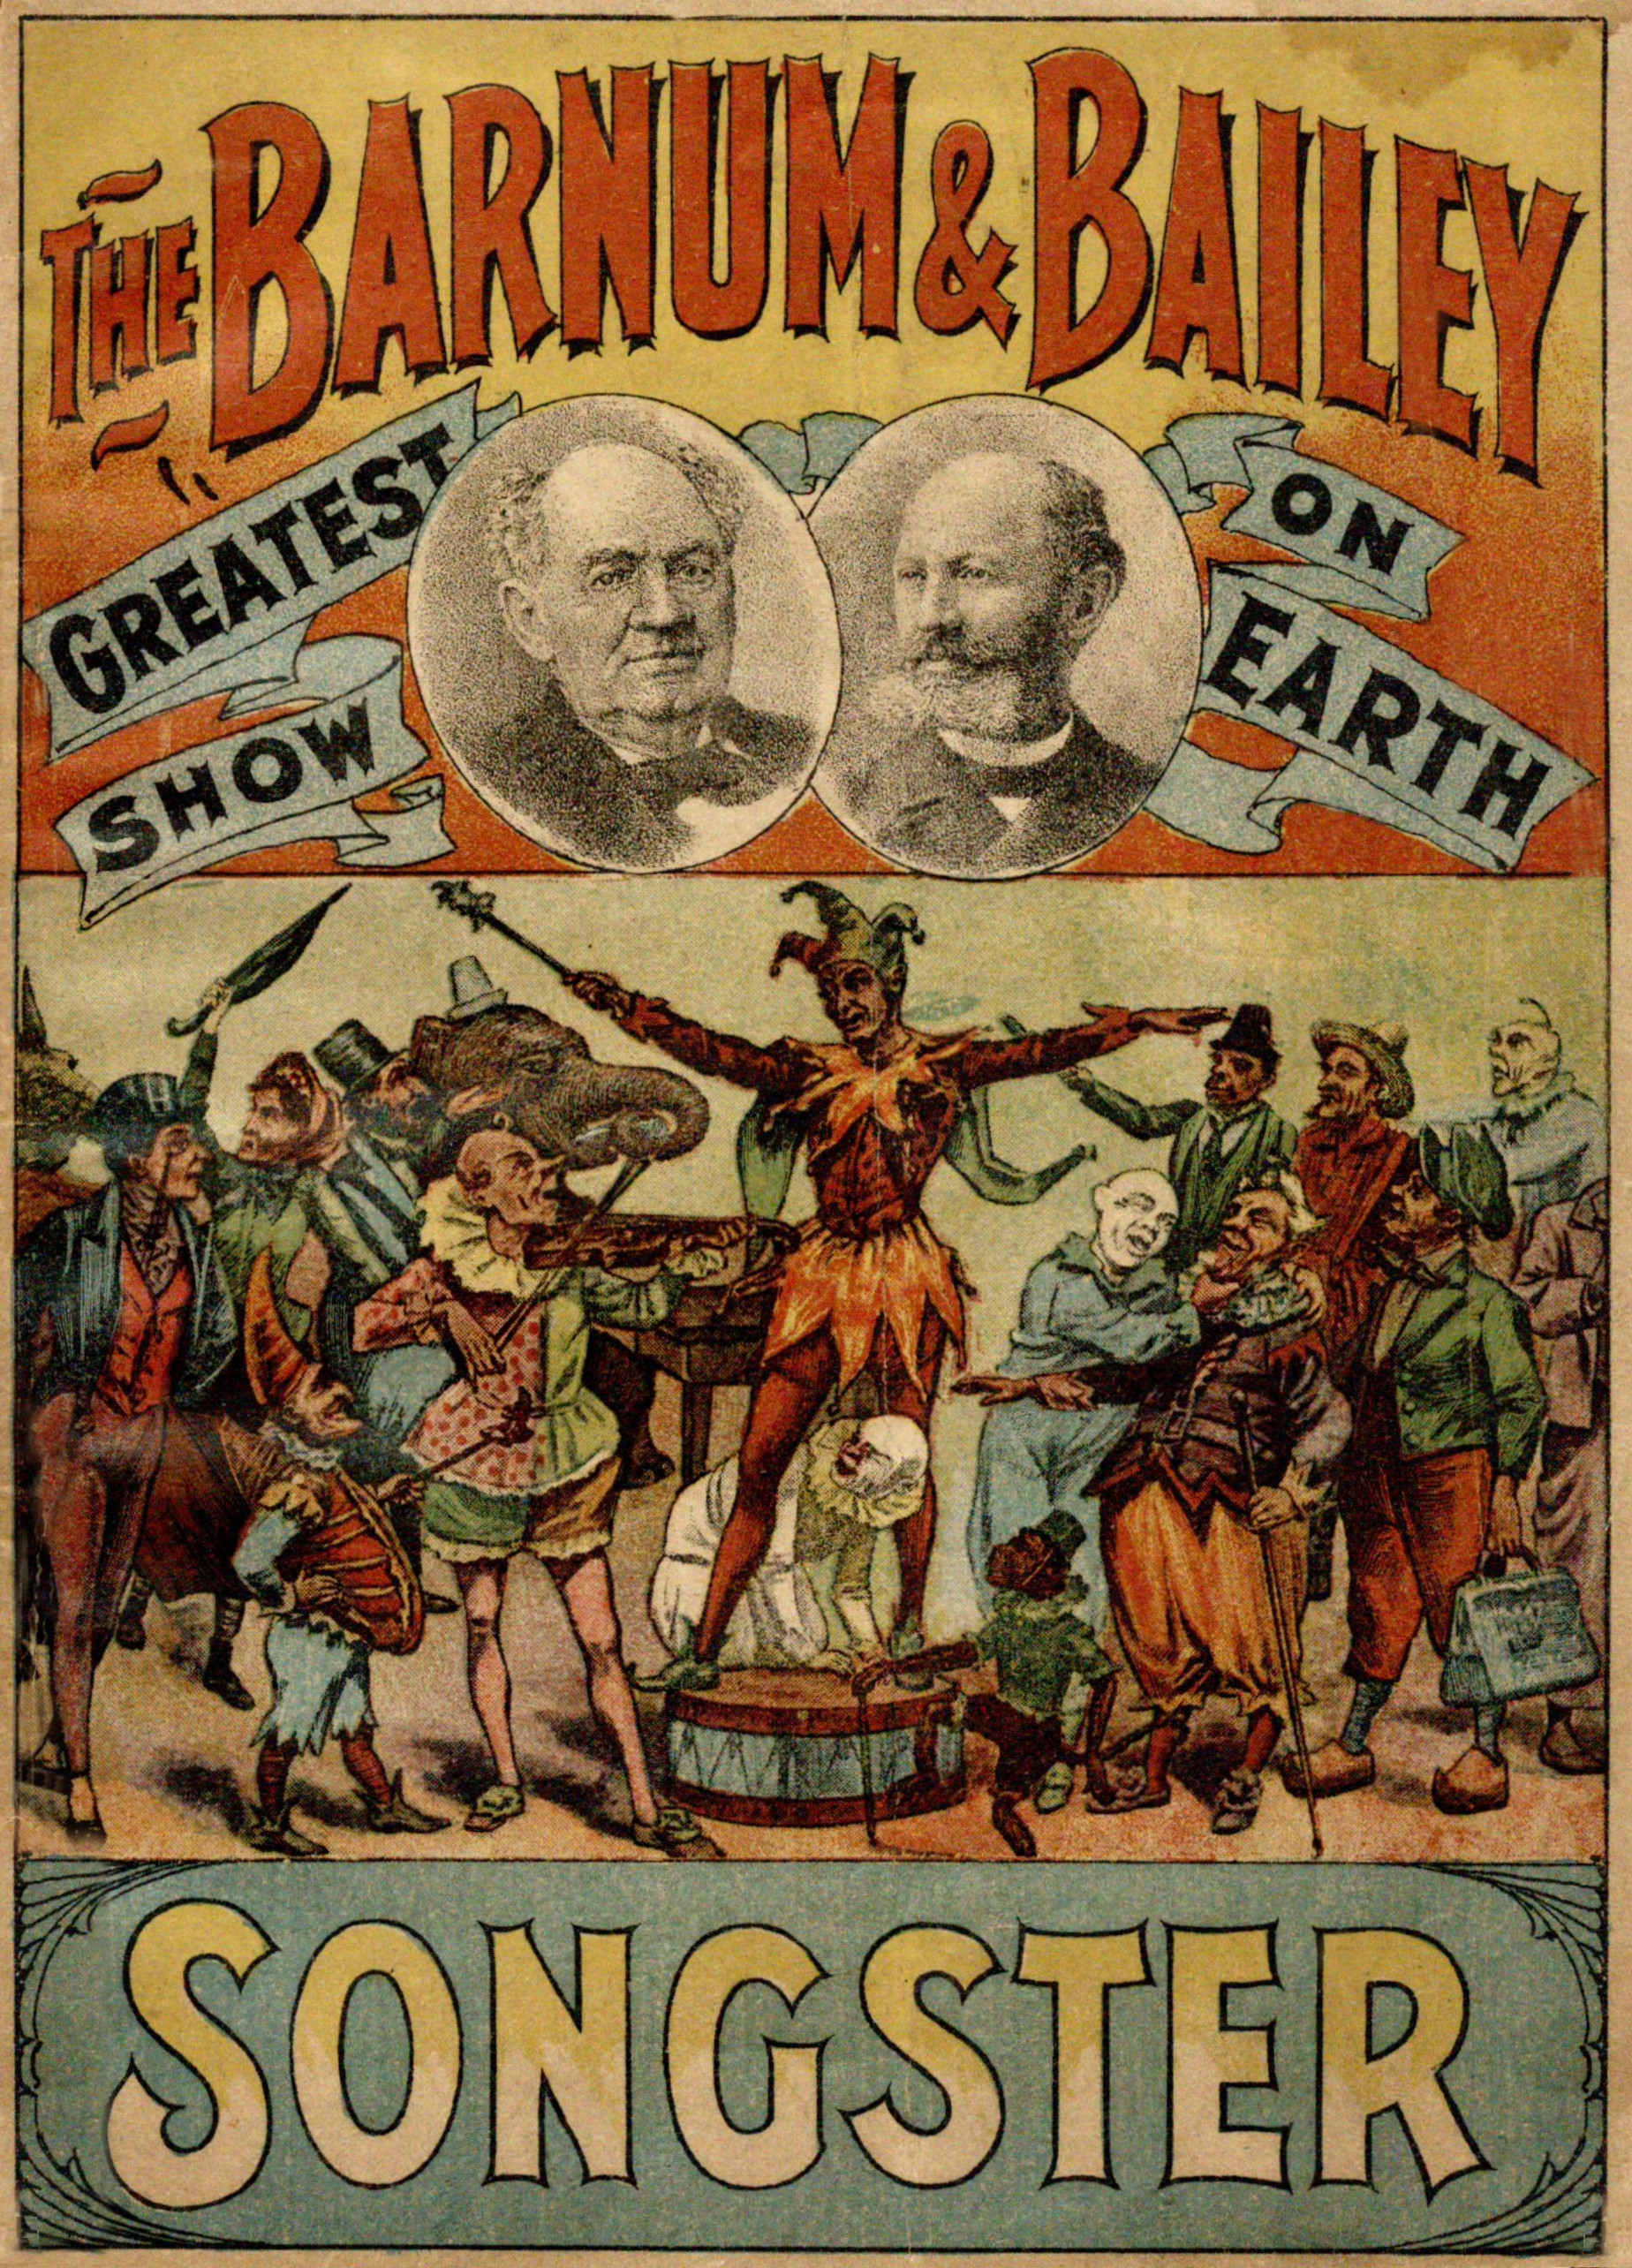 THE BARNUM & BAILEY
GREATEST
SHOW
ON
EARTH
H
SONGSTER